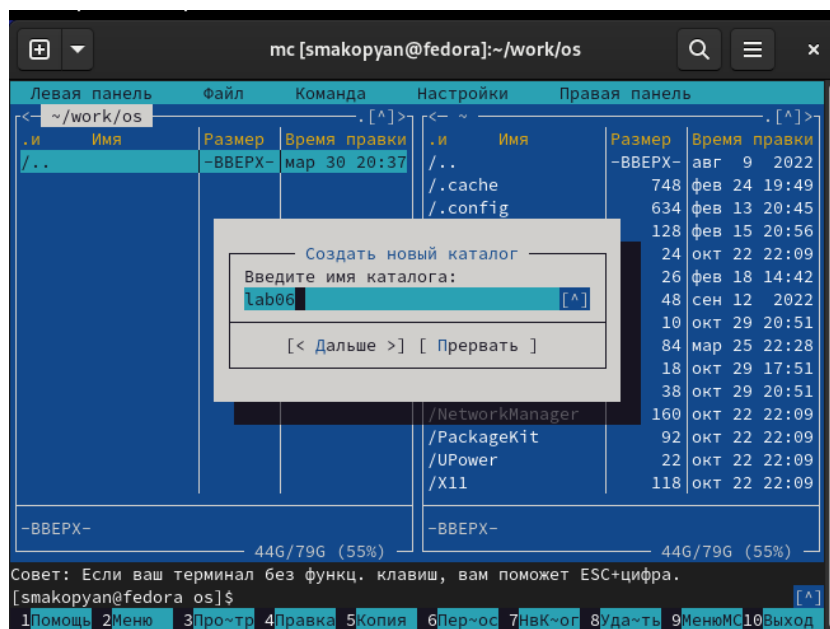 mc [smakopyan@fedora]:~/work/os
Левая панель Файл Команда Настройки Правая панель
<— ~/work/os .[^]> <— ~ .[^]>
.и Имя Размер Время правки .и Имя Размер Время правки
/.. -ВВЕРХ- мар 30 20:37 /.. -ВВЕРХ- авг 9 2022
/.cache 748 фев 24 19:49
/.config 634 фев 13 20:45
128 фев 15 20:56
Создать новый каталог 24 окт 22 22:09
Введите имя каталога: 26 фев 18 14:42
lab06 [^] 48 сен 12 2022
10 окт 29 20:51
[< Дальше >] [ Прервать ] 84 мар 25 22:28
18 окт 29 17:51
38 окт 29 20:51
/NetworkManager 160 окт 22 22:09
/PackageKit 92 окт 22 22:09
/UPower 22 окт 22 22:09
/X11 118 окт 22 22:09
-ВВЕРХ- -ВВЕРХ-
44G/79G (55%) 44G/79G (55%)
Совет: Если ваш терминал без функц. клавиш, вам поможет ESC+цифра.
[smakopyan@fedora os]$ [^]
1Помощь 2Меню 3Про~тр 4Правка 5Копия 6Пер~ос 7НвК~ог 8Уда~ть 9МенюMC10Выход